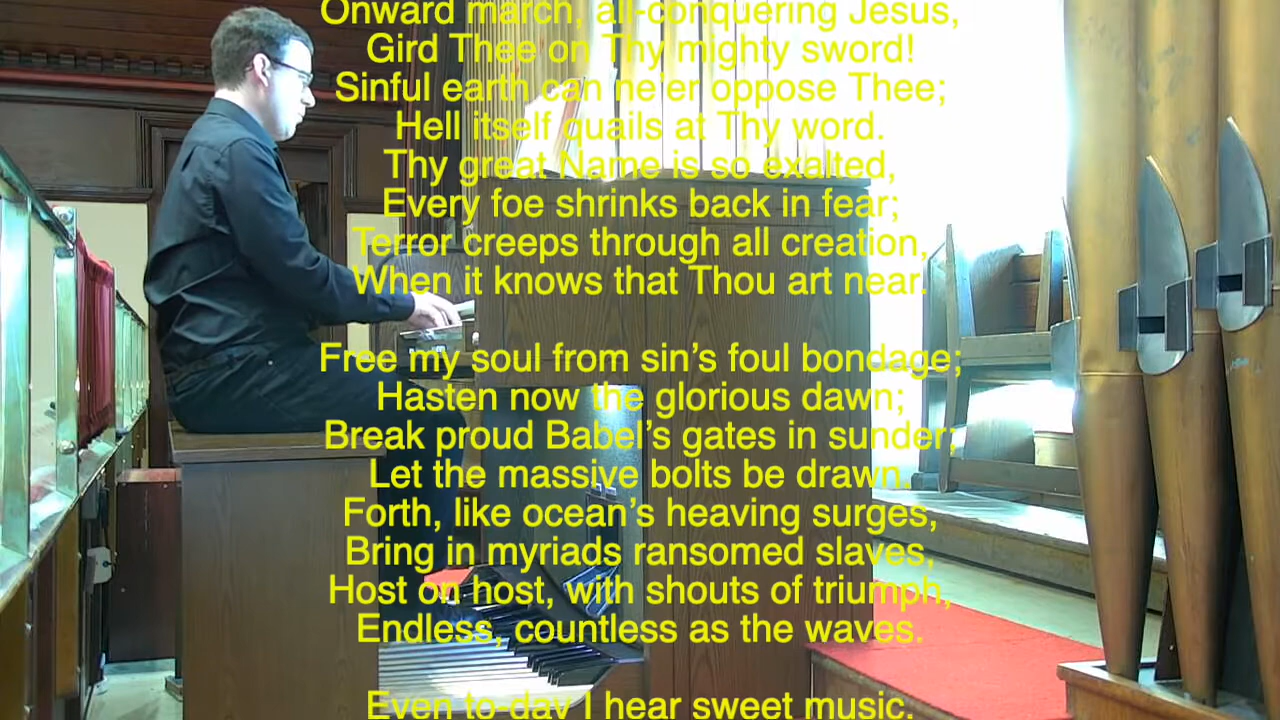 Onward march, all-conquering Jesus,
Gird Thee on Thy mighty sword!
Sinful earth can ne'er oppose Thee;
Hell itself quails at Thy word.
Thy great Name is so exalted,
Every foe shrinks back in fear;
Terror creeps through all creation,
When it knows that Thou art near.
Free my soul from sin’s foul bondage;
Hasten now the glorious dawn;
Break proud Babel’s gates in sunder;
Let the massive bolts be drawn.
Forth, like ocean’s heaving surges,
Bring in myriads ransomed slaves,
Host on host, with shouts of triumph,
Endless, countless as the waves.
Even to-day I hear sweet music.